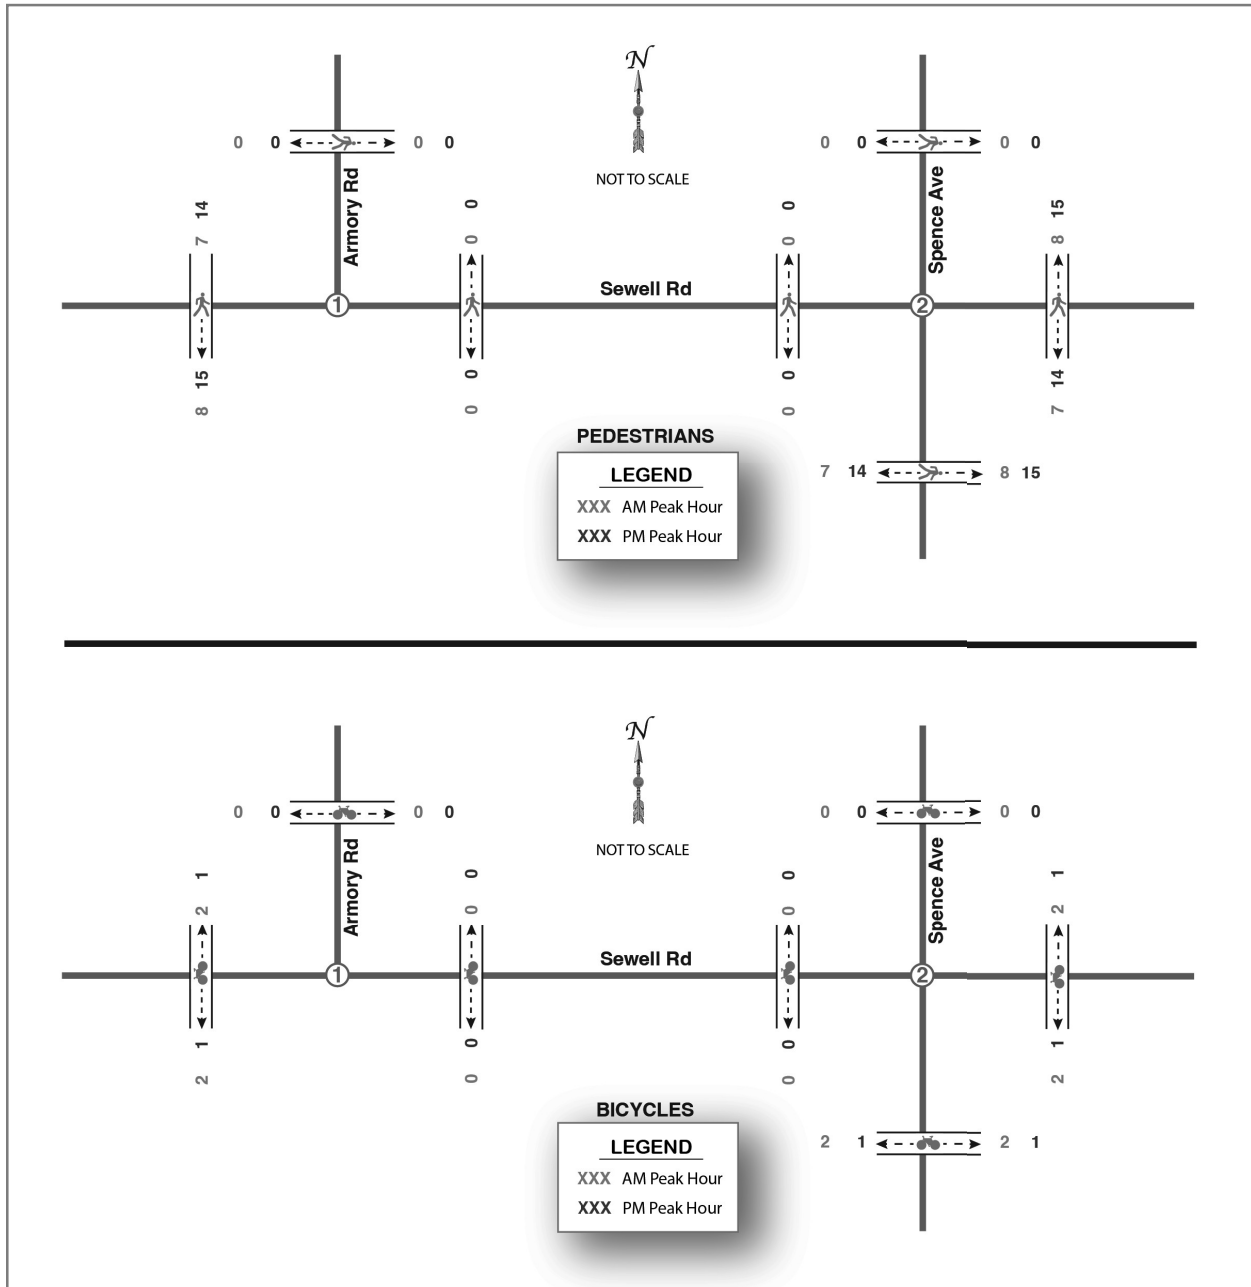 N
NOT TO SCALE
0 0
0 0
0 0
0 0
Armory Rd
Spence Ave
7 14
0 0
0 0
8 15
Sewell Rd
1
2
8 15
0 0
0 0
7 14
PEDESTRIANS
LEGEND
XXX AM Peak Hour
XXX PM Peak Hour
7 14
8 15
N
NOT TO SCALE
0 0
0 0
0 0
0 0
Armory Rd
Spence Ave
2 1
0 0
0 0
2 1
Sewell Rd
1
2
2 1
0 0
0 0
2 1
BICYCLES
LEGEND
XXX AM Peak Hour
XXX PM Peak Hour
2 1
2 1